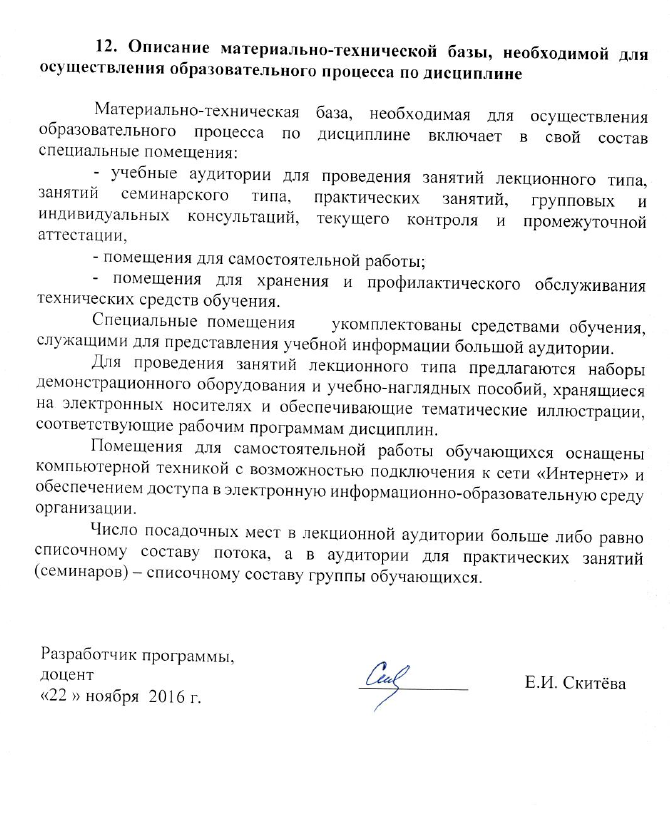 12. Описание материально-технической базы, необходимой для
осуществления образовательного процесса по дисциплине
Материально-техническая база, необходимая для осуществления
образовательного процесса по дисциплине включает в свой состав
специальные помещения:
- учебные аудитории для проведения занятий лекционного типа,
занятий семинарского типа, практических занятий, групповых и
индивидуальных консультаций, текущего контроля и промежуточной
аттестации,
- помещения для самостоятельной работы;
- помещения для хранения и профилактического обслуживания
технических средств обучения.
Специальные помещения укомплектованы средствами обучения,
служащими для представления учебной информации большой аудитории.
Для проведения занятий лекционного типа предлагаются наборы
демонстрационного оборудования и учебно-наглядных пособий, хранящиеся
на электронных носителях и обеспечивающие тематические иллюстрации,
соответствующие рабочим программам дисциплин.
Помещения для самостоятельной работы обучающихся оснащены
компьютерной техникой с возможностью подключения к сети «Интернет» и
обеспечением доступа в электронную информационно-образовательную среду
организации.
Число посадочных мест в лекционной аудитории больше либо равно
списочному составу потока, а в аудитории для практических занятий
(семинаров) – списочному составу группы обучающихся.
Разработчик программы,
доцент
«22 » ноября 2016 г.
Е.И. Скитёва